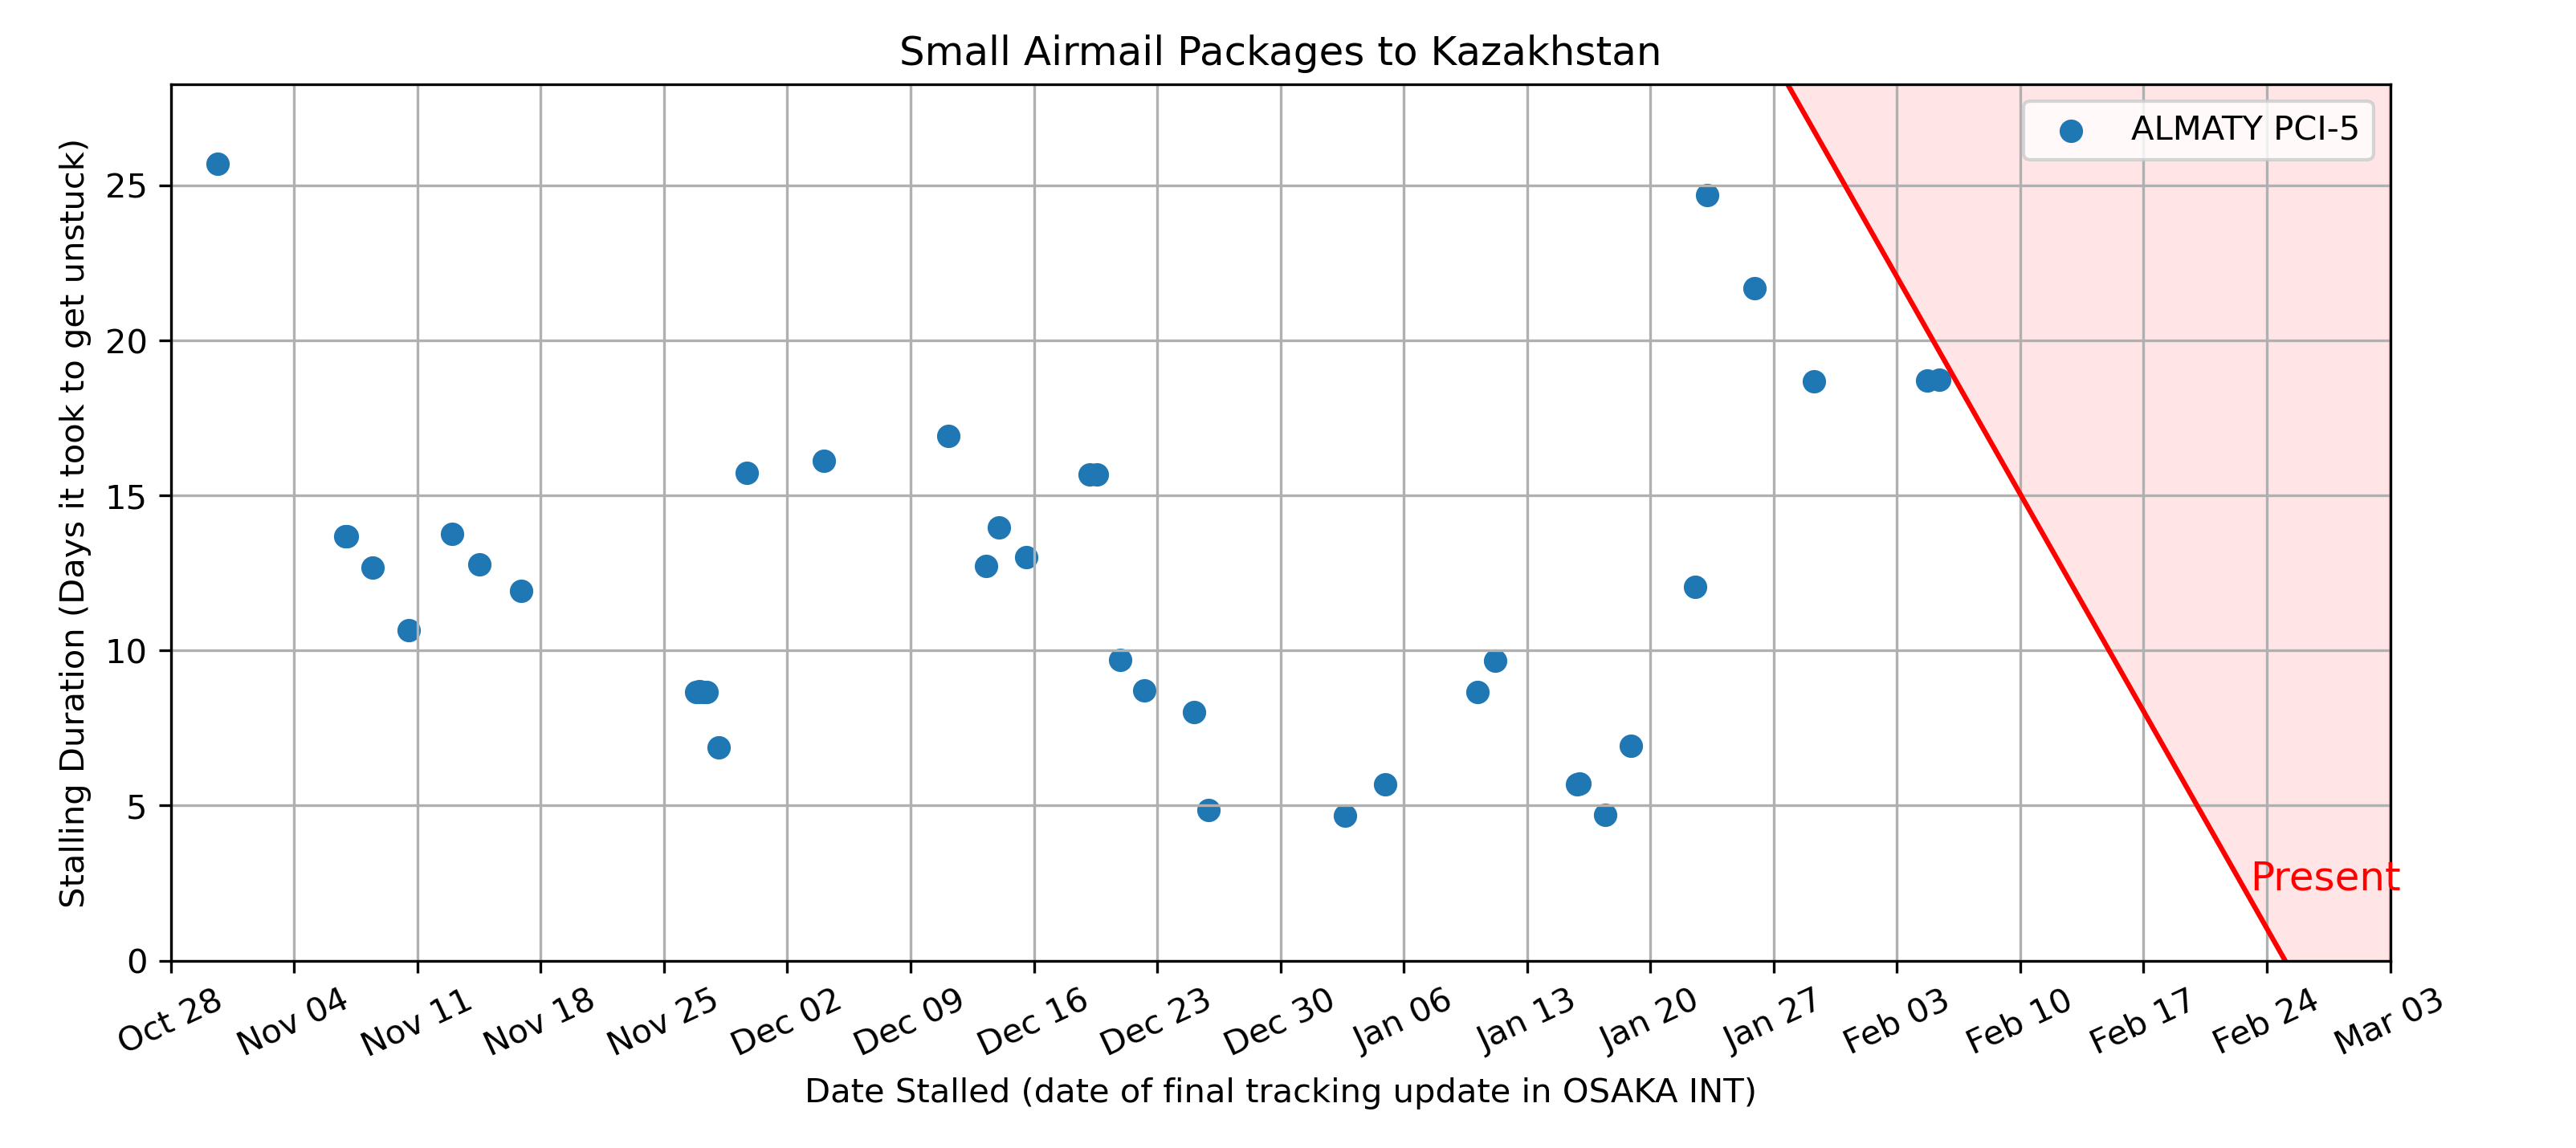 Small Airmail Packages to Kazakhstan
ALMATY PCI-5
Stalling Duration (Days it took to get unstuck)
25
20
15
10
5
0
Present
Oct 28
Nov 04
Nov 11
Nov 18
Nov 25
Dec 02
Dec 09
Dec 16
Dec 23
Dec 30
Jan 06
Jan 13
Jan 20
Jan 27
Feb 03
Feb 10
Feb 17
Feb 24
Mar 03
Date Stalled (date of final tracking update in OSAKA INT)